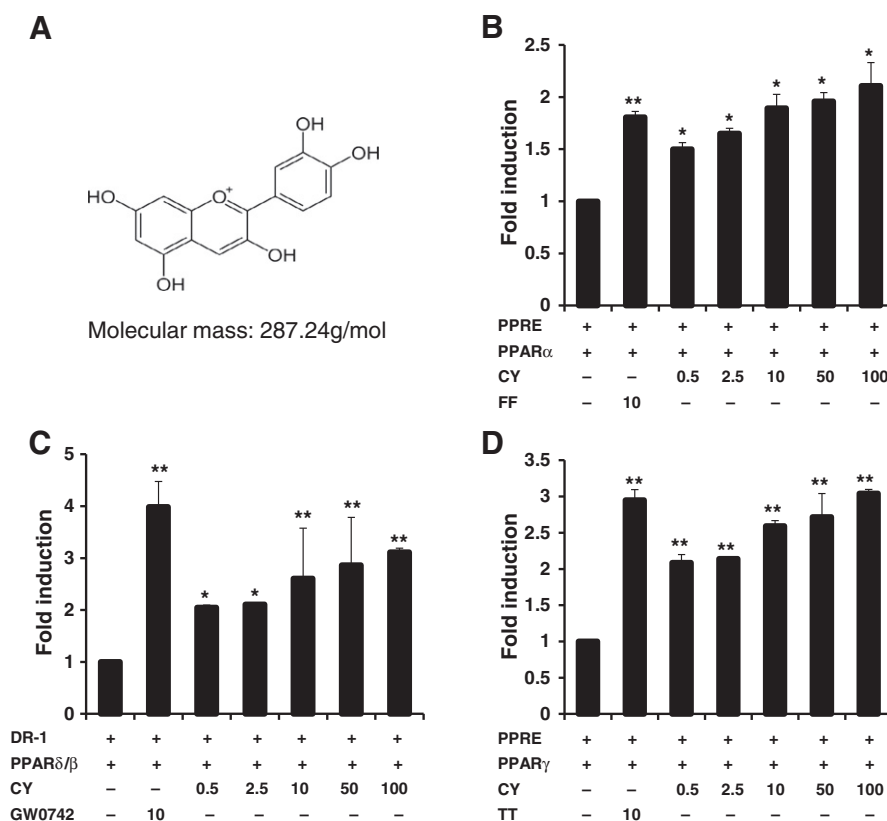 A
OH
OH
HO
O+
OH
OH
Molecular mass: 287.24g/mol
B
Fold induction
2.5
2
1.5
1
0.5
0
** * * * * *
PPRE + + + + + + +
PPARα + + + + + + +
CY – – 0.5 2.5 10 50 100
FF – 10 – – – – –
C
Fold induction
5
4
3
2
1
0
** * * ** ** **
DR-1 + + + + + + +
PPARδ/β + + + + + + +
CY – – 0.5 2.5 10 50 100
GW0742 – 10 – – – – –
D
Fold induction
3.5
3
2.5
2
1.5
1
0.5
0
** ** ** ** ** **
PPRE + + + + + + +
PPARγ + + + + + + +
CY – – 0.5 2.5 10 50 100
TT – 10 – – – – –